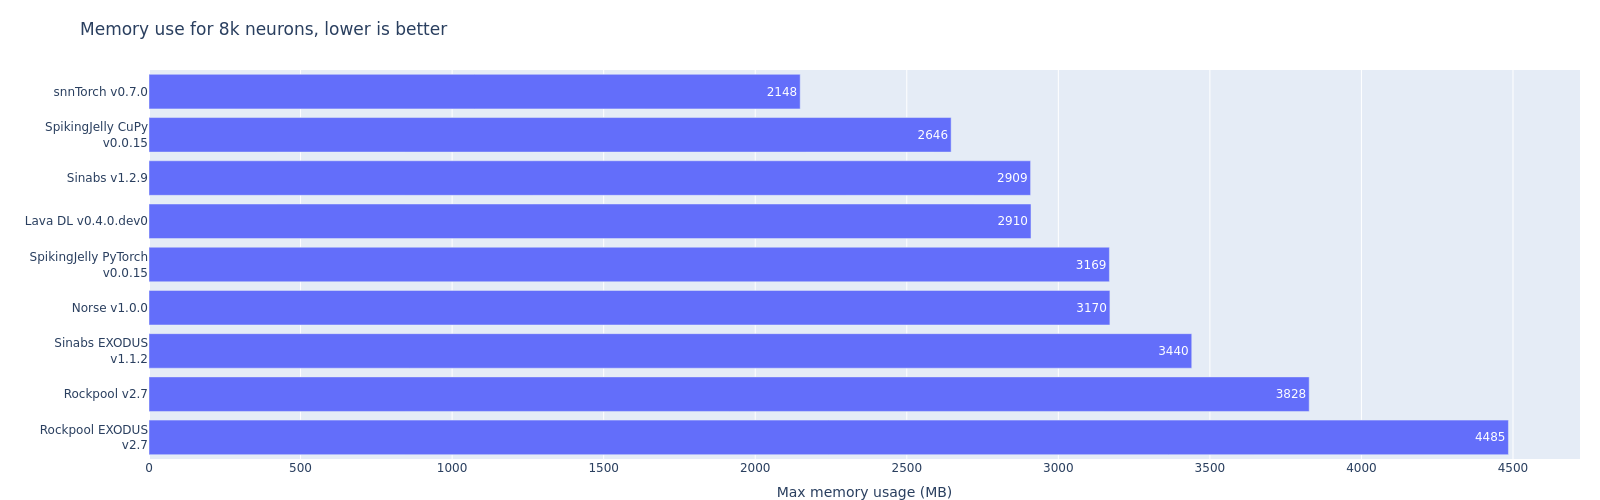 Memory use for 8k neurons, lower is better
snnTorch v0.7.0
2148
SpikingJelly CuPy
v0.0.15
2646
Sinabs v1.2.9
2909
Lava DL v0.4.0.dev0
2910
SpikingJelly PyTorch
v0.0.15
3169
Norse v1.0.0
3170
Sinabs EXODUS
v1.1.2
3440
Rockpool v2.7
3828
Rockpool EXODUS
v2.7
4485
0 500 1000 1500 2000 2500 3000 3500 4000 4500
Max memory usage (MB)